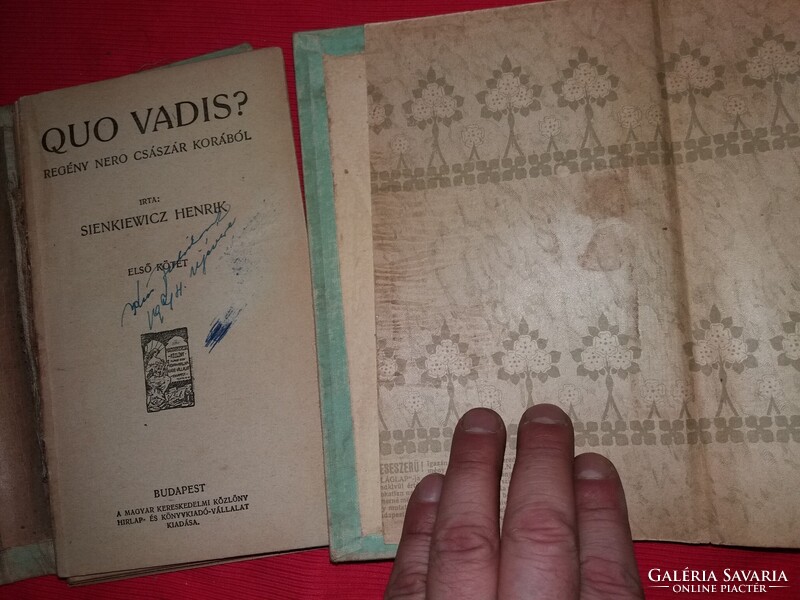 QUO VADIS?
REGÉNY NERO CSÁSZÁR KORÁBÓL
IRTA:
SIENKIEWICZ HENRIK
ELSŐ KÖTET
BUDAPEST
A MAGYAR KERESKEDELMI KÖZLÖNY
HIRLAP- ÉS KÖNYVKIADÓ-VÁLLALAT
KIADÁSA.
GALÉRIA SAVARIA
ONLINE PIACTÉR